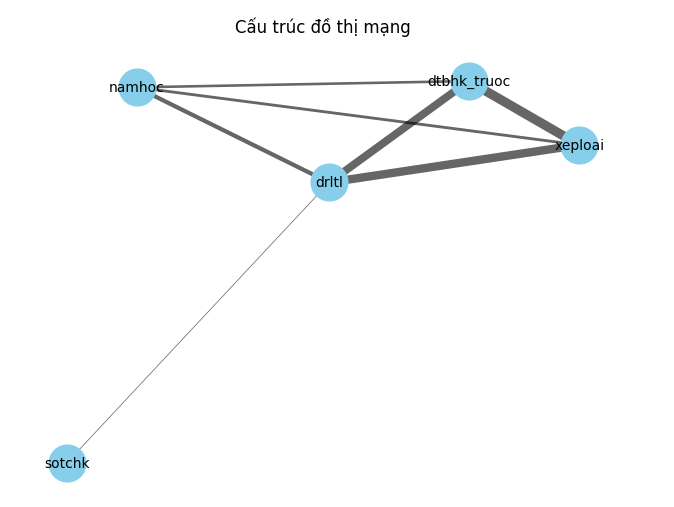 Cấu trúc đồ thị mạng
namhoc
dtbhk_truoc
xeploai
drltl
sotchk